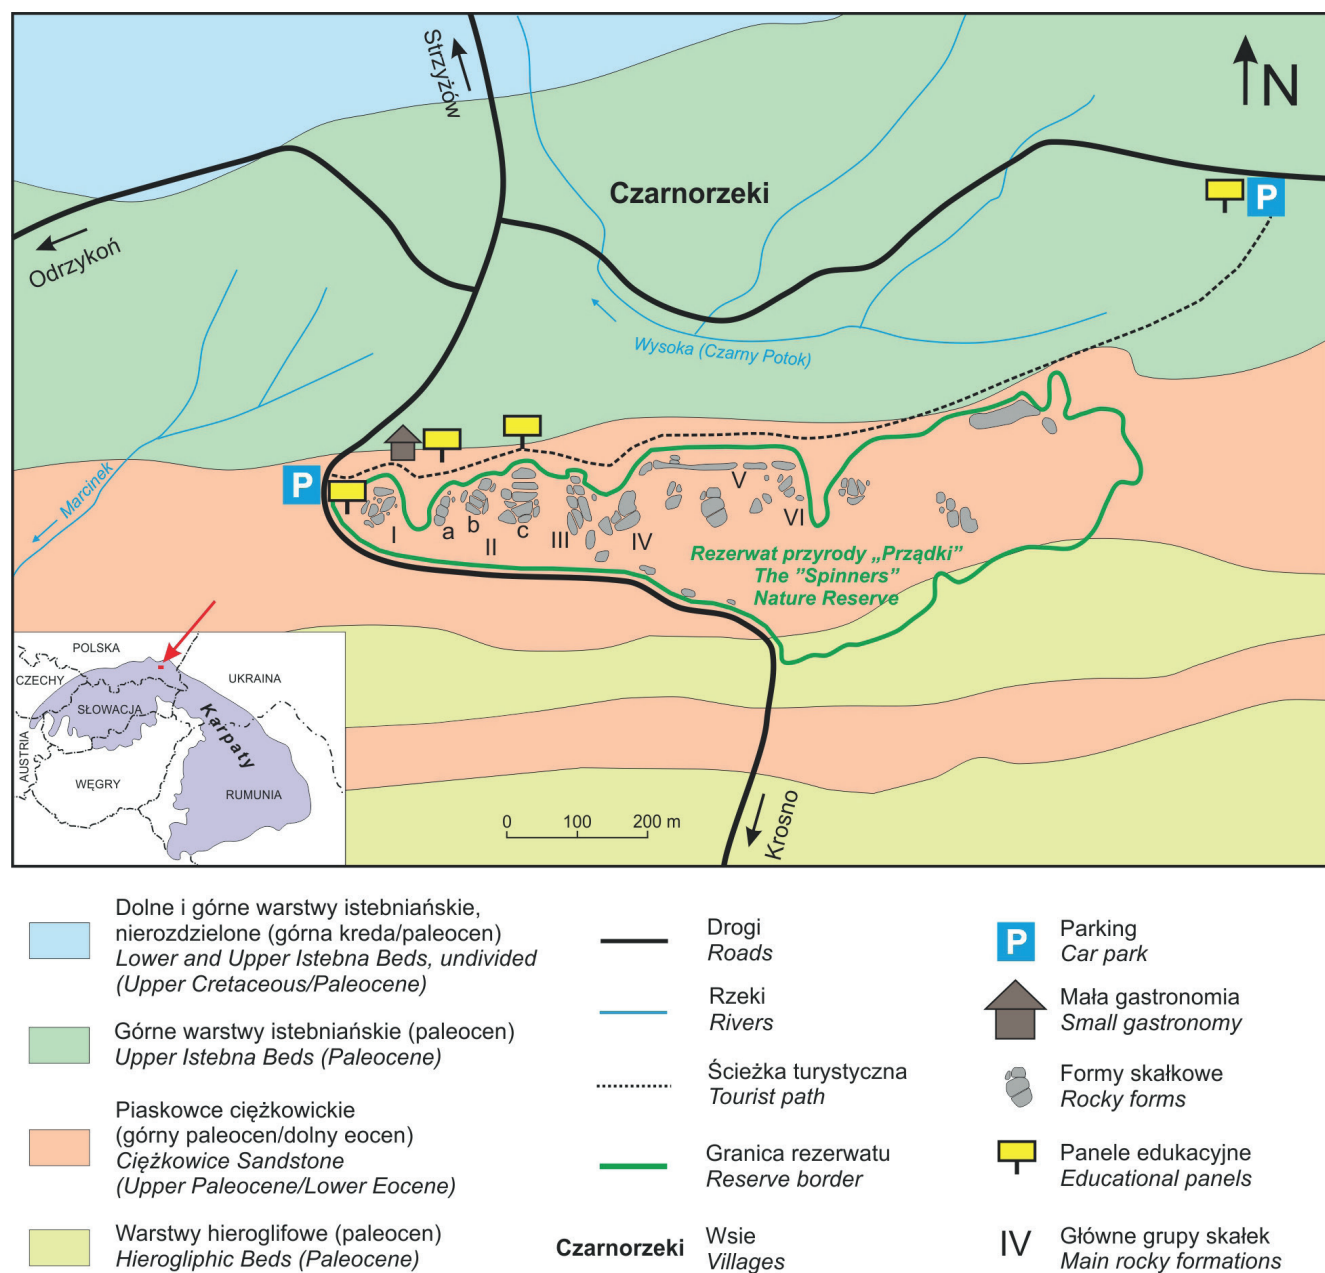 Strzyżów
N
Czarnorzeki
P
Odrzykoń
Wysoka (Czarny Potok)
Marcinek
P
I
a
b
c
II
III
IV
V
VI
Rezerwat przyrody „Prządki”
The ”Spinners”
Nature Reserve
POLSKA
CZECHY
UKRAINA
SŁOWACJA
Karpaty
AUSTRIA
WĘGRY
RUMUNIA
0 100 200 m
Krosno
Dolne i górne warstwy istebniańskie,
nierozdzielone (górna kreda/paleocen)
Lower and Upper Istebna Beds, undivided
(Upper Cretaceous/Paleocene)
Górne warstwy istebniańskie (paleocen)
Upper Istebna Beds (Paleocene)
Piaskowce ciężkowickie
(górny paleocen/dolny eocen)
Ciężkowice Sandstone
(Upper Paleocene/Lower Eocene)
Warstwy hieroglifowe (paleocen)
Hierogliphic Beds (Paleocene)
Drogi
Roads
Rzeki
Rivers
Ścieżka turystyczna
Tourist path
Granica rezerwatu
Reserve border
Czarnorzeki
Wsie
Villages
P
Parking
Car park
Mała gastronomia
Small gastronomy
Formy skałkowe
Rocky forms
Panele edukacyjne
Educational panels
IV
Główne grupy skałek
Main rocky formations